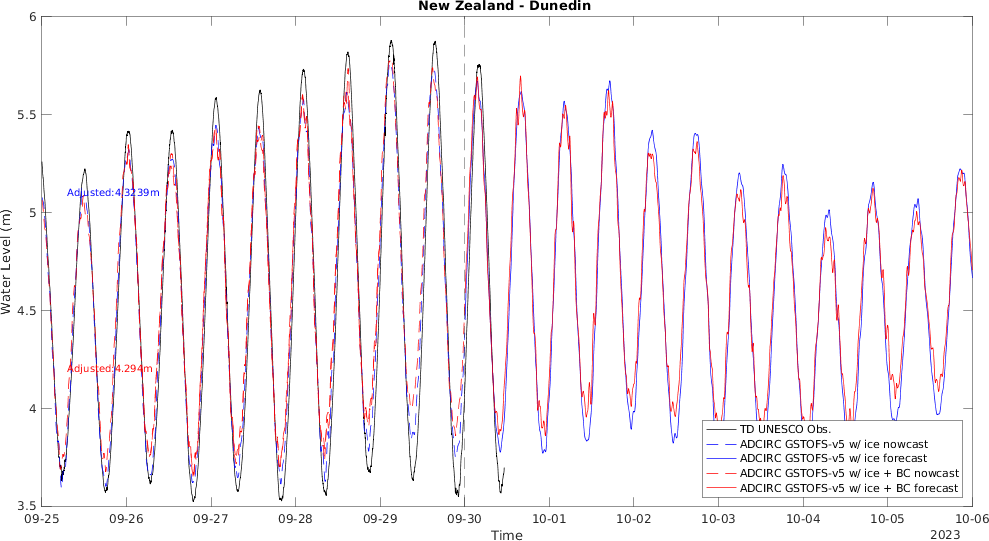 New Zealand - Dunedin
6
5.5
5
4.5
4
3.5
Water Level (m)
Adjusted:4.3239m
Adjusted:4.294m
TD UNESCO Obs.
ADCIRC GSTOFS-v5 w/ ice nowcast
ADCIRC GSTOFS-v5 w/ ice forecast
ADCIRC GSTOFS-v5 w/ ice + BC nowcast
ADCIRC GSTOFS-v5 w/ ice + BC forecast
09-25 09-26 09-27 09-28 09-29 09-30 10-01 10-02 10-03 10-04 10-05 10-06
Time
2023